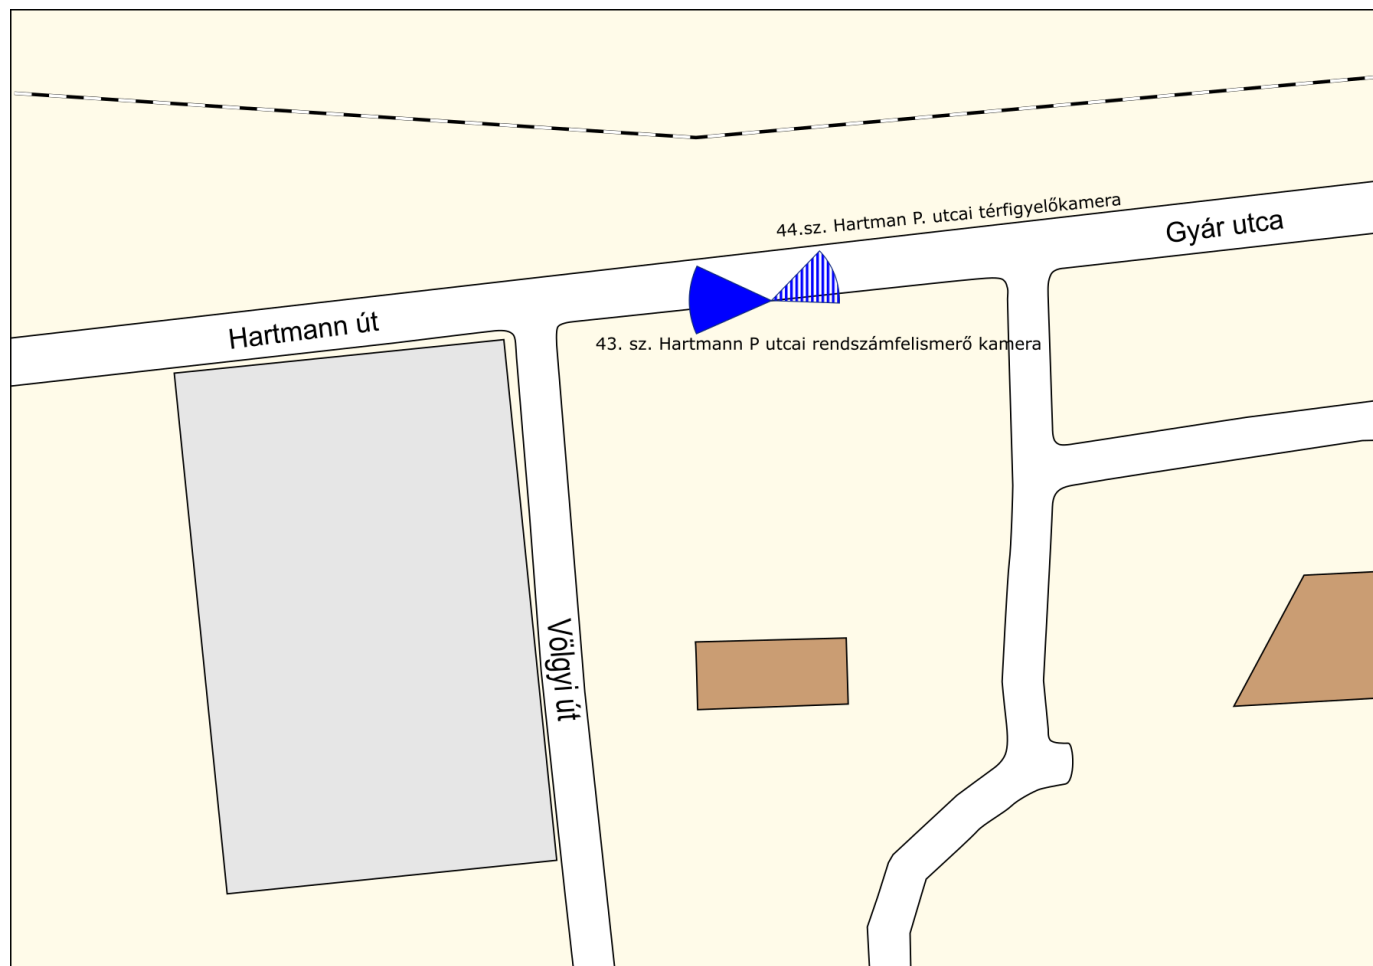 44.sz. Hartman P. utcai térfigyelőkamera
Gyár utca
Hartmann út
43. sz. Hartmann P utcai rendszámfelismerő kamera
Völgyi út